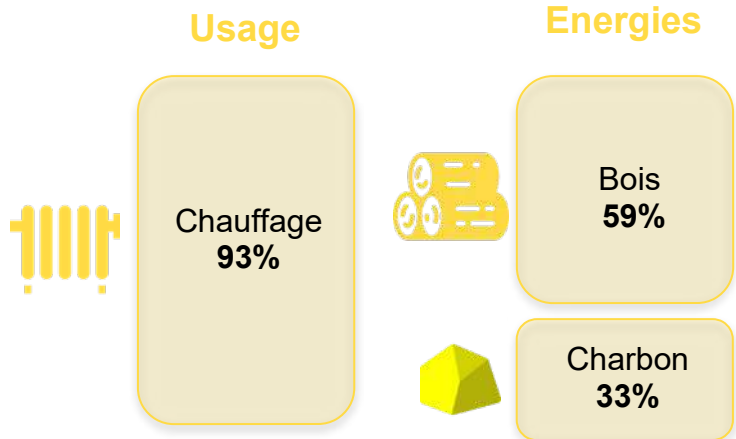 Usage
Energies
Chauffage
93%
Bois
59%
Charbon
33%